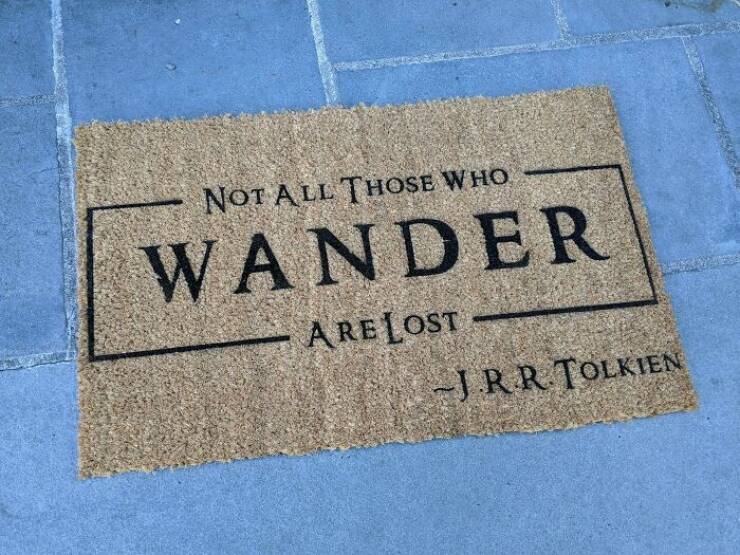 Not All Those Who
WANDER
Are Lost
~J.R.R. Tolkien